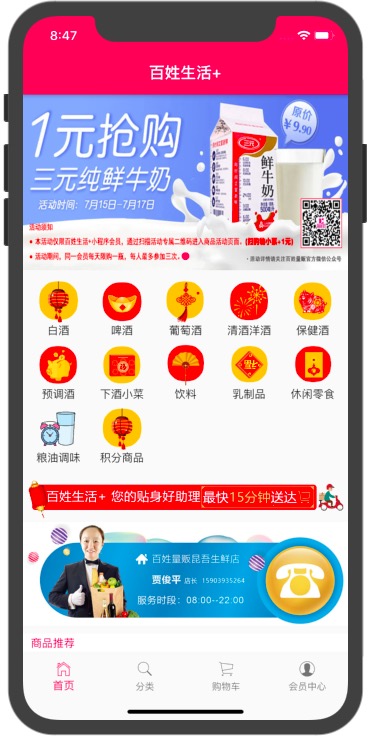 8:47
百姓生活+
1元抢购
三元纯鲜牛奶
活动时间：7月15日-7月17日
原价
¥9.90
三元
鲜牛奶
500ml
活动须知
● 本活动仅限百姓生活+小程序会员，通过扫描活动专属二维码进入商品活动页面。(扫码物小票+1元)
● 活动期间，同一会员每天限购一瓶，每人最多参加三次。
·活动详情请关注百姓量贩官方微信公众号
白酒
啤酒
葡萄酒
清酒洋酒
保健酒
预调酒
下酒小菜
饮料
乳制品
休闲零食
粮油调味
积分商品
百姓生活+ 您的贴身好助理 最快15分钟送达
百姓量贩昆吾生鲜店
贾俊平 店长 15903935264
服务时段：08:00--22:00
商品推荐
首页
分类
购物车
会员中心